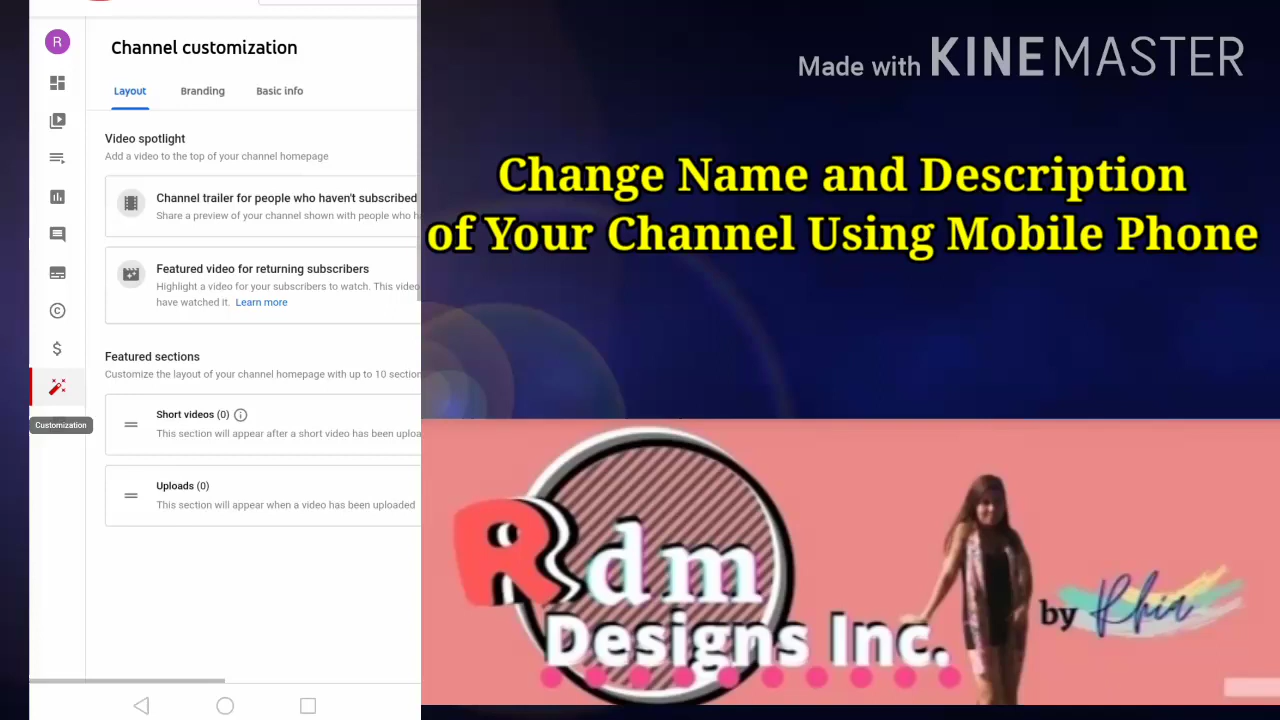 R
Channel customization
Layout Branding Basic info
Video spotlight
Add a video to the top of your channel homepage
Channel trailer for people who haven't subscribed
Share a preview of your channel shown with people who h
Featured video for returning subscribers
Highlight a video for your subscribers to watch. This video
have watched it. Learn more
Featured sections
Customize the layout of your channel homepage with up to 10 section
Short videos (0)
This section will appear after a short video has been uploa
Customization
Uploads (0)
This section will appear when a video has been uploaded
Made with KINEMASTER
Change Name and Description
of Your Channel Using Mobile Phone
Rdm
Designs Inc.
by Rhia